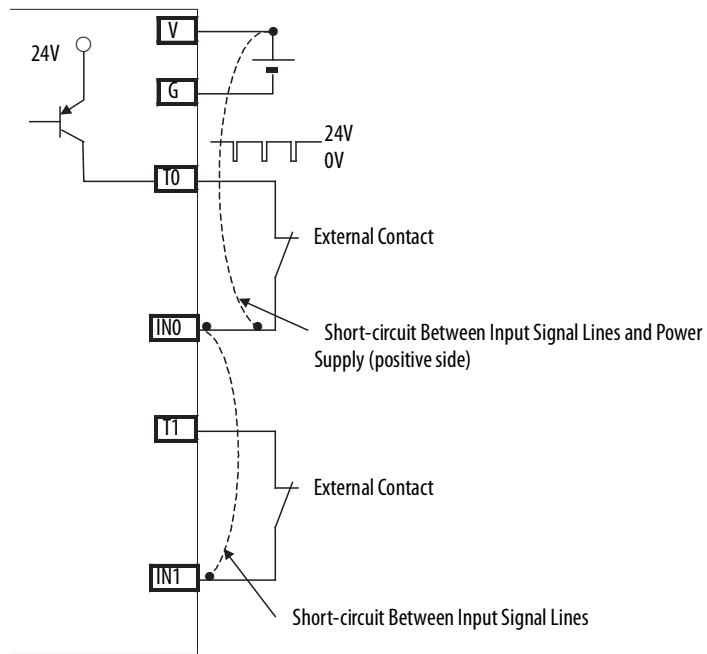 V
24V
G
24V
0V
T0
External Contact
IN0
Short-circuit Between Input Signal Lines and Power
Supply (positive side)
T1
External Contact
IN1
Short-circuit Between Input Signal Lines